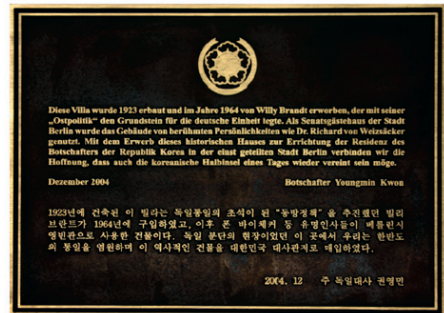 Diese Villa wurde 1923 erbaut und im Jahre 1964 von Willy Brandt erworben, der mit seiner
„Ostpolitik“ den Grundstein für die deutsche Einheit legte. Als Senatsgästehaus der Stadt
Berlin wurde das Gebäude von berühmten Persönlichkeiten wie Dr. Richard von Weizsäcker
genutzt. Mit dem Erwerb dieses historischen Hauses zur Errichtung der Residenz des
Botschafters der Republik Korea in der einst geteilten Stadt Berlin verbinden wir die
Hoffnung, dass auch die koreanische Halbinsel eines Tages wieder vereint sein möge.
Dezember 2004 Botschafter Youngmin Kwon
1923년에 건축된 이 빌라는 독일통일의 초석이 된 "동방정책"을 추진했던 빌리
브란트가 1964년에 구입하였고, 이후 폰 바이체커 등 유명인사들이 베를린시
영빈관으로 사용한 건물이다. 독일 분단의 현장이었던 이 곳에서 우리는 한반도
의 통일을 염원하며 이 역사적인 건물을 대한민국 대사관저로 매입하였다.
2004. 12 주 독일대사 권영민